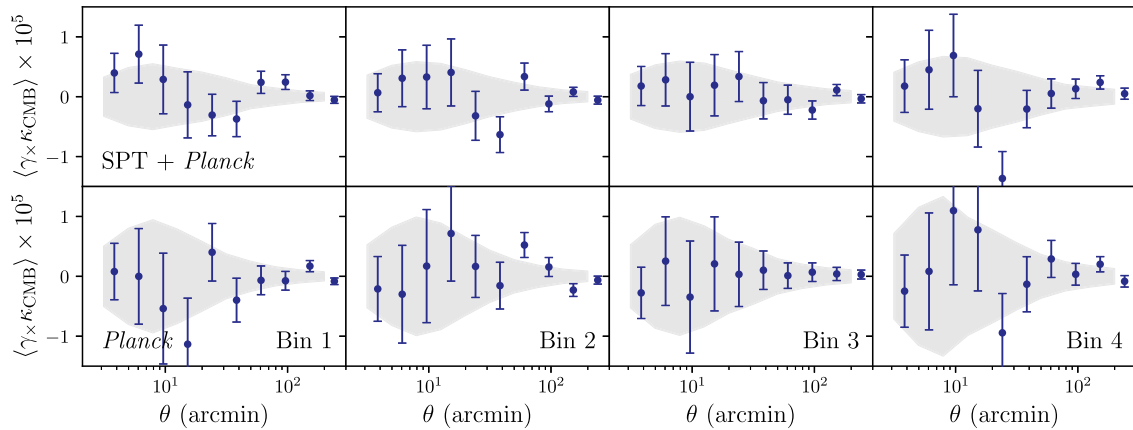 ⟨γ×κCMB⟩ × 10⁵
1
0
−1
SPT + Planck
⟨γ×κCMB⟩ × 10⁵
1
0
−1
Planck
Bin 1
Bin 2
Bin 3
Bin 4
10¹ 10² 10¹ 10² 10¹ 10² 10¹ 10²
θ (arcmin) θ (arcmin) θ (arcmin) θ (arcmin)